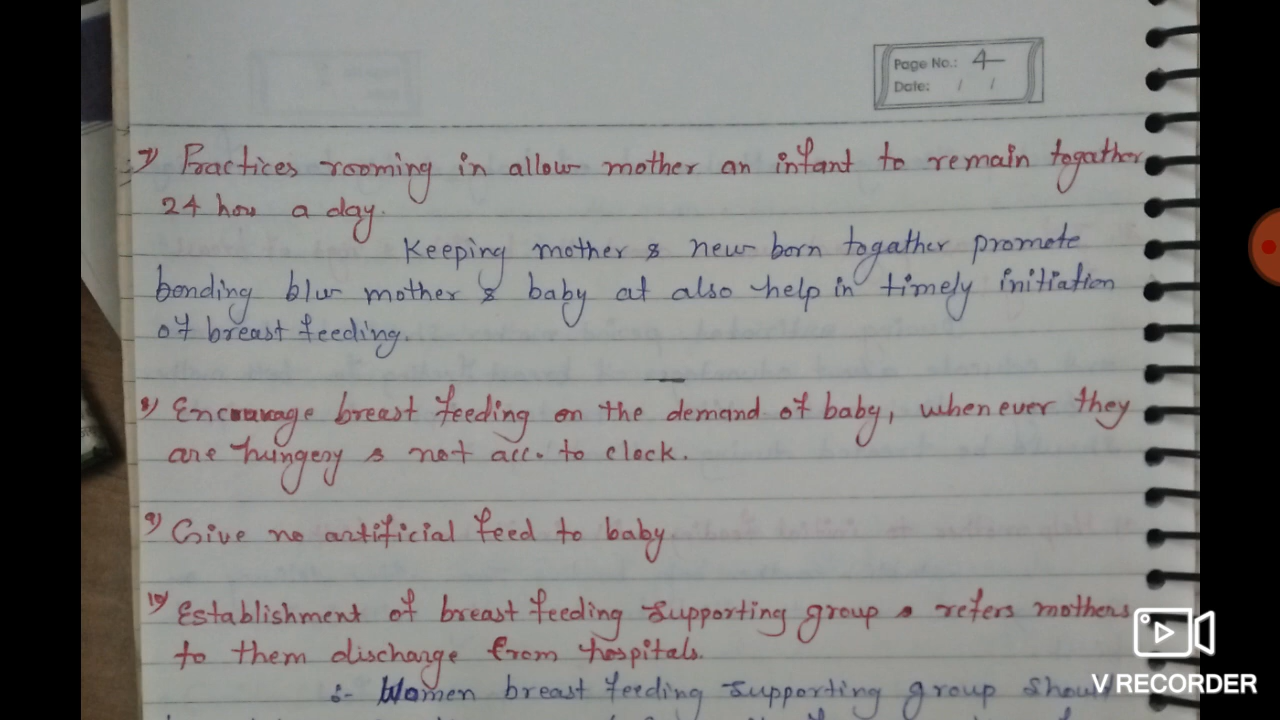 Page No.: 4
Date: / /
7) Practices rooming in allow mother an infant to remain togather
24 hou a day.
Keeping mother & new born togather promote
bonding b/w mother & baby at also help in timely initiation
of breast feeding.
8) Encourage breast feeding on the demand of baby, whenever they
are hungery & not acc. to clock.
9) Give no artificial feed to baby
10) Establishment of breast feeding supporting group & refers mothers
to them discharge from hospitals.
:- Women breast feeding supporting group should
V RECORDER